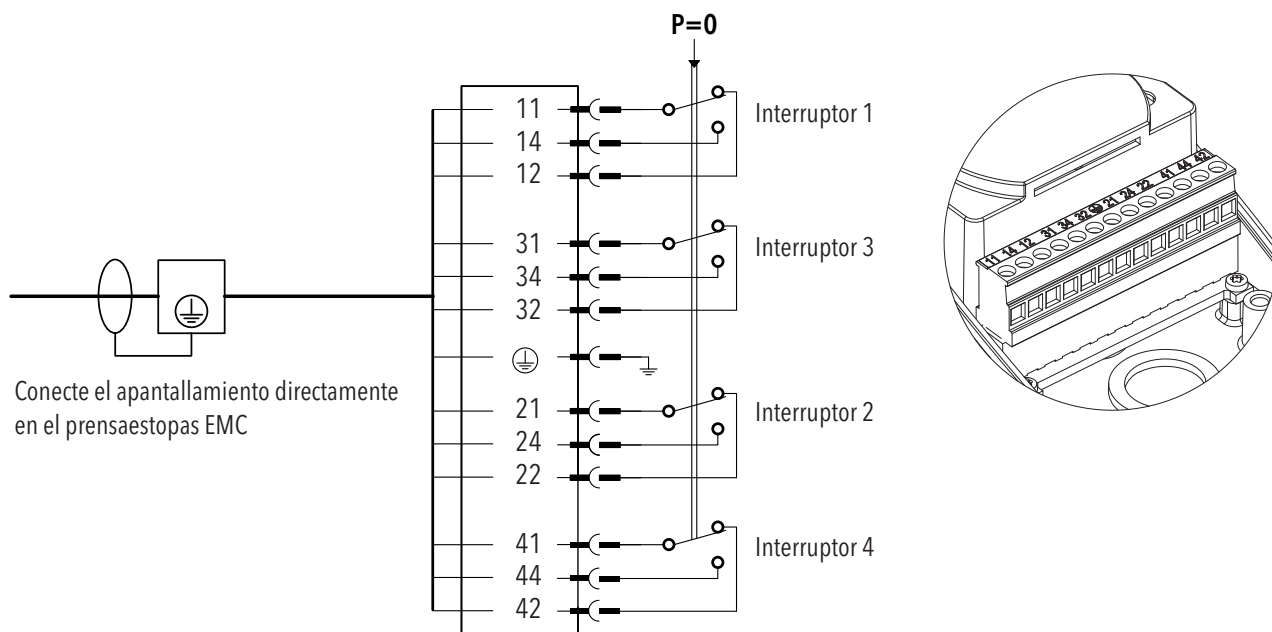 P=0
11
14
12
Interruptor 1
31
34
32
Interruptor 3
Conecte el apantallamiento directamente
en el prensaestopas EMC
21
24
22
Interruptor 2
41
44
42
Interruptor 4
11 14 12 31 34 32 21 24 22 41 44 42